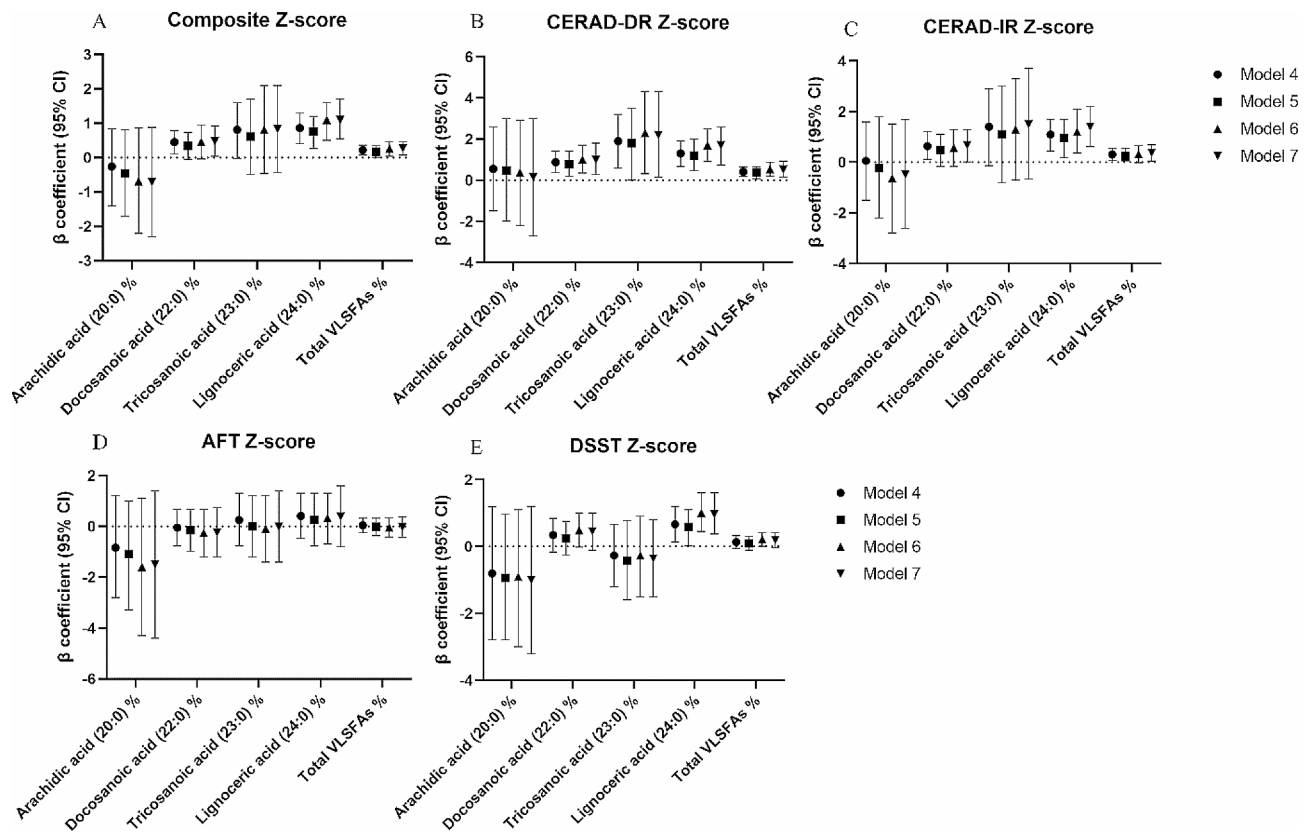 A
Composite Z-score
β coefficient (95% CI)
3
2
1
0
-1
-2
-3
Arachidic acid (20:0) %
Docosanoic acid (22:0) %
Tricosanoic acid (23:0) %
Lignoceric acid (24:0) %
Total VLSFAs %
B
CERAD-DR Z-score
β coefficient (95% CI)
6
4
2
0
-2
-4
Arachidic acid (20:0) %
Docosanoic acid (22:0) %
Tricosanoic acid (23:0) %
Lignoceric acid (24:0) %
Total VLSFAs %
C
CERAD-IR Z-score
β coefficient (95% CI)
4
2
0
-2
-4
Arachidic acid (20:0) %
Docosanoic acid (22:0) %
Tricosanoic acid (23:0) %
Lignoceric acid (24:0) %
Total VLSFAs %
Model 4
Model 5
Model 6
Model 7
D
AFT Z-score
β coefficient (95% CI)
2
0
-2
-4
-6
Arachidic acid (20:0) %
Docosanoic acid (22:0) %
Tricosanoic acid (23:0) %
Lignoceric acid (24:0) %
Total VLSFAs %
E
DSST Z-score
β coefficient (95% CI)
2
0
-2
-4
Arachidic acid (20:0) %
Docosanoic acid (22:0) %
Tricosanoic acid (23:0) %
Lignoceric acid (24:0) %
Total VLSFAs %
Model 4
Model 5
Model 6
Model 7